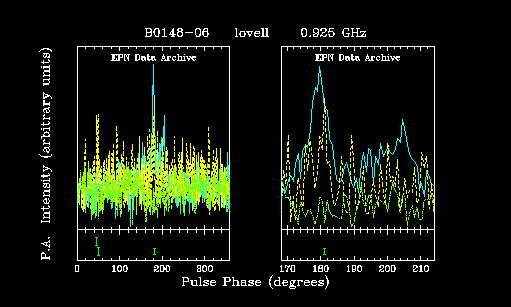 B0148-06 lovell 0.925 GHz
EPN Data Archive EPN Data Archive
Intensity (arbitrary units)
P.A.
0 100 200 300 170 180 190 200 210
Pulse Phase (degrees)